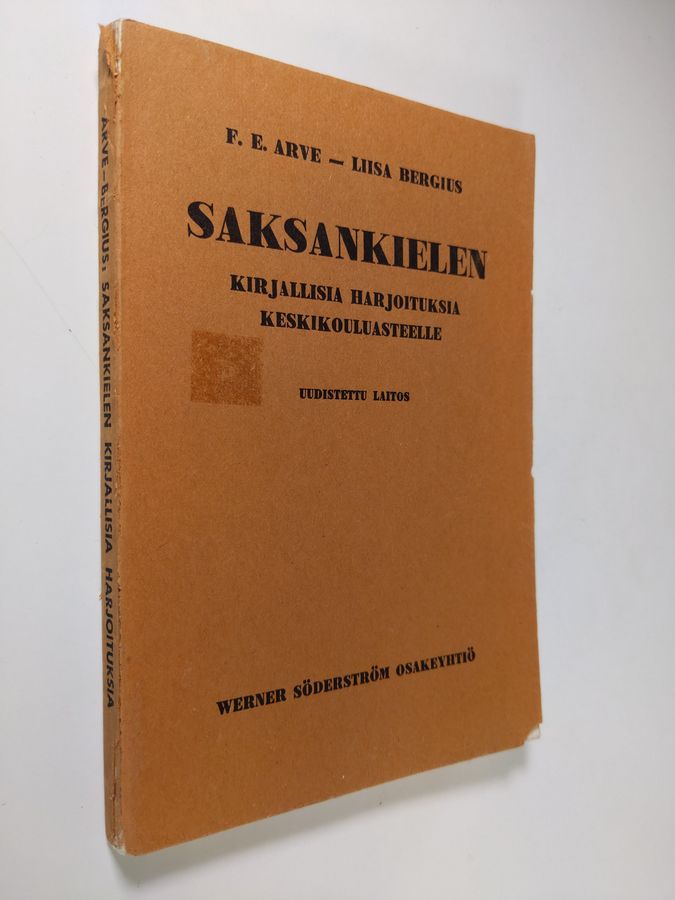 F. E. ARVE — LIISA BERGIUS
SAKSANKIELEN
KIRJALLISIA HARJOITUKSIA
KESKIKOULUASTEELLE
UUDISTETTU LAITOS
WERNER SÖDERSTRÖM OSAKEYHTIÖ
ARVE—BERGIUS: SAKSANKIELEN KIRJALLISIA HARJOITUKSIA